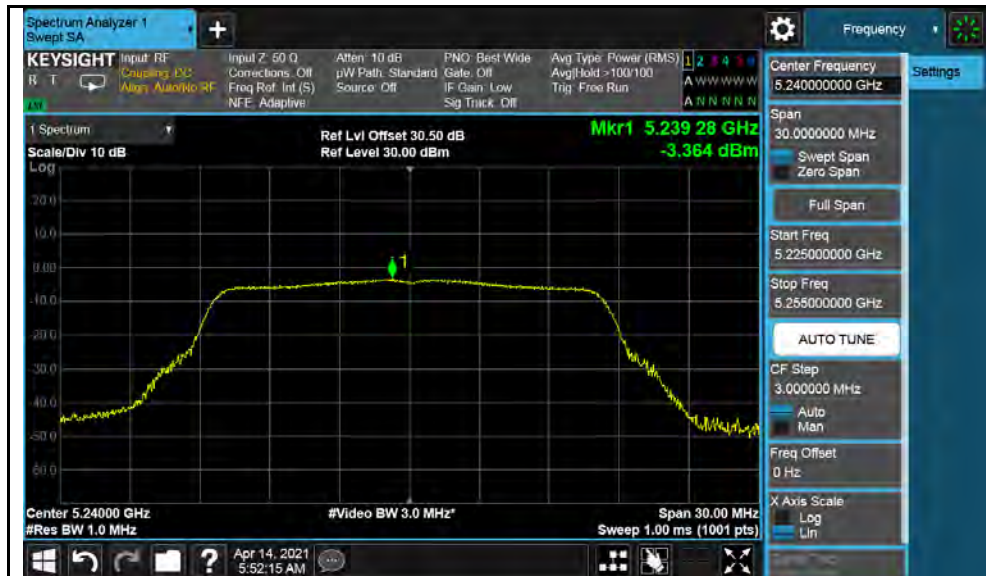 Spectrum Analyzer 1
Swept SA
+
Frequency
KEYSIGHT
R T
Input: RF
Coupling: DC
Align: Auto/No RF
Input Z: 50 Ω
Corrections: Off
Freq Ref: Int (S)
NFE: Adaptive
Atten: 10 dB
µW Path: Standard
Source: Off
PNO: Best Wide
Gate: Off
IF Gain: Low
Sig Track: Off
Avg Type: Power (RMS)
Avg|Hold >100/100
Trig: Free Run
1 2 3 4 5 6
A W W W W W
A N N N N N
1 Spectrum
Scale/Div 10 dB
Log
Ref Lvl Offset 30.50 dB
Ref Level 30.00 dBm
Mkr1 5.239 28 GHz
-3.364 dBm
20.0
10.0
0.00
-10.0
-20.0
-30.0
-40.0
-50.0
-60.0
1
Center 5.24000 GHz
#Res BW 1.0 MHz
#Video BW 3.0 MHz*
Span 30.00 MHz
Sweep 1.00 ms (1001 pts)
Center Frequency
5.240000000 GHz
Settings
Span
30.0000000 MHz
Swept Span
Zero Span
Full Span
Start Freq
5.225000000 GHz
Stop Freq
5.255000000 GHz
AUTO TUNE
CF Step
3.000000 MHz
Auto
Man
Freq Offset
0 Hz
X Axis Scale
Log
Lin
?
Apr 14, 2021
5:52:15 AM